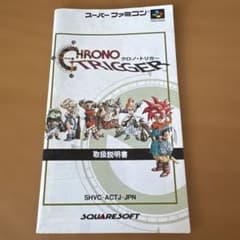 スーパーファミコン
CHRONO
TRIGGER
クロノ・トリガー
取扱説明書
SHVC-ACTJ-JPN
SQUARESOFT